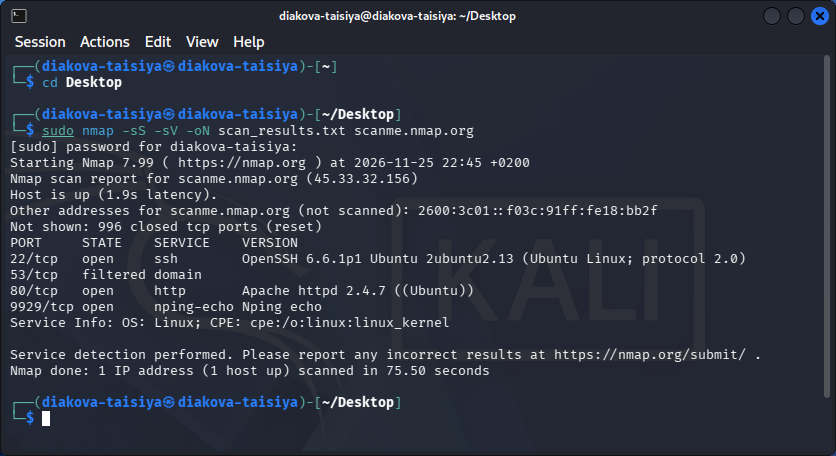 diakova-taisiya@diakova-taisiya: ~/Desktop
Session Actions Edit View Help
┌──(diakova-taisiya㉿diakova-taisiya)-[~]
└─$ cd Desktop
┌──(diakova-taisiya㉿diakova-taisiya)-[~/Desktop]
└─$ sudo nmap -sS -sV -oN scan_results.txt scanme.nmap.org
[sudo] password for diakova-taisiya:
Starting Nmap 7.99 ( https://nmap.org ) at 2026-11-25 22:45 +0200
Nmap scan report for scanme.nmap.org (45.33.32.156)
Host is up (1.9s latency).
Other addresses for scanme.nmap.org (not scanned): 2600:3c01::f03c:91ff:fe18:bb2f
Not shown: 996 closed tcp ports (reset)
PORT     STATE    SERVICE    VERSION
22/tcp   open     ssh        OpenSSH 6.6.1p1 Ubuntu 2ubuntu2.13 (Ubuntu Linux; protocol 2.0)
53/tcp   filtered domain
80/tcp   open     http       Apache httpd 2.4.7 ((Ubuntu))
9929/tcp open     nping-echo Nping echo
Service Info: OS: Linux; CPE: cpe:/o:linux:linux_kernel
Service detection performed. Please report any incorrect results at https://nmap.org/submit/ .
Nmap done: 1 IP address (1 host up) scanned in 75.50 seconds
┌──(diakova-taisiya㉿diakova-taisiya)-[~/Desktop]
└─$
KALI